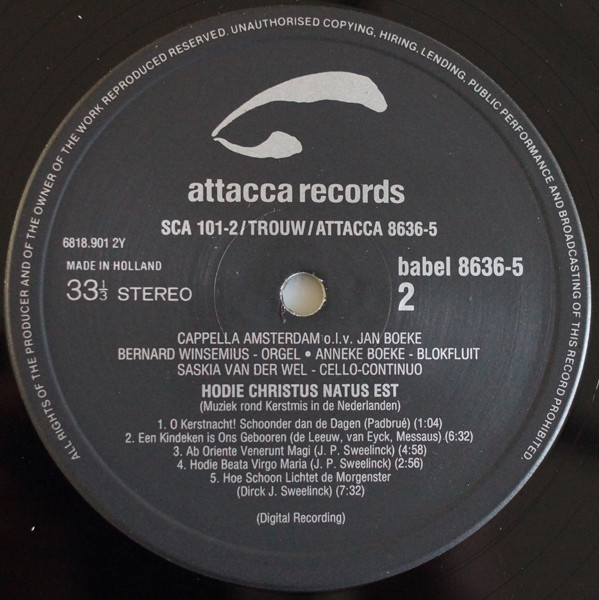 ALL RIGHTS OF THE PRODUCER AND OF THE OWNER OF THE WORK REPRODUCED RESERVED. UNAUTHORISED COPYING, HIRING, LENDING, PUBLIC PERFORMANCE AND BROADCASTING OF THIS RECORD PROHIBITED
attacca records
SCA 101-2/TROUW/ATTACCA 8636-5
6818.901 2Y
MADE IN HOLLAND
33⅓ STEREO
babel 8636-5
2
CAPPELLA AMSTERDAM o.l.v. JAN BOEKE
BERNARD WINSEMIUS - ORGEL • ANNEKE BOEKE - BLOKFLUIT
SASKIA VAN DER WEL - CELLO-CONTINUO
HODIE CHRISTUS NATUS EST
(Muziek rond Kerstmis in de Nederlanden)
1. O Kerstnacht! Schoonder dan de Dagen (Padbrué) (1:04)
2. Een Kindeken is Ons Gebooren (de Leeuw, van Eyck, Messaus) (6:32)
3. Ab Oriente Venerunt Magi (J. P. Sweelinck) (4:58)
4. Hodie Beata Virgo Maria (J. P. Sweelinck) (2:56)
5. Hoe Schoon Lichtet de Morgenster
(Dirck J. Sweelinck) (7:32)
(Digital Recording)